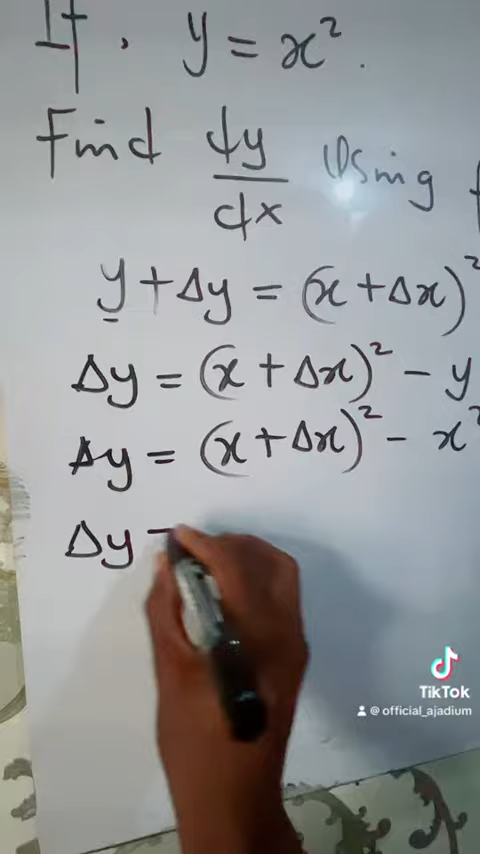 If, y = x².
Find dy/dx Using
y + Δy = (x + Δx)²
Δy = (x + Δx)² - y
Δy = (x + Δx)² - x²
Δy =
TikTok
@ official_ajadium